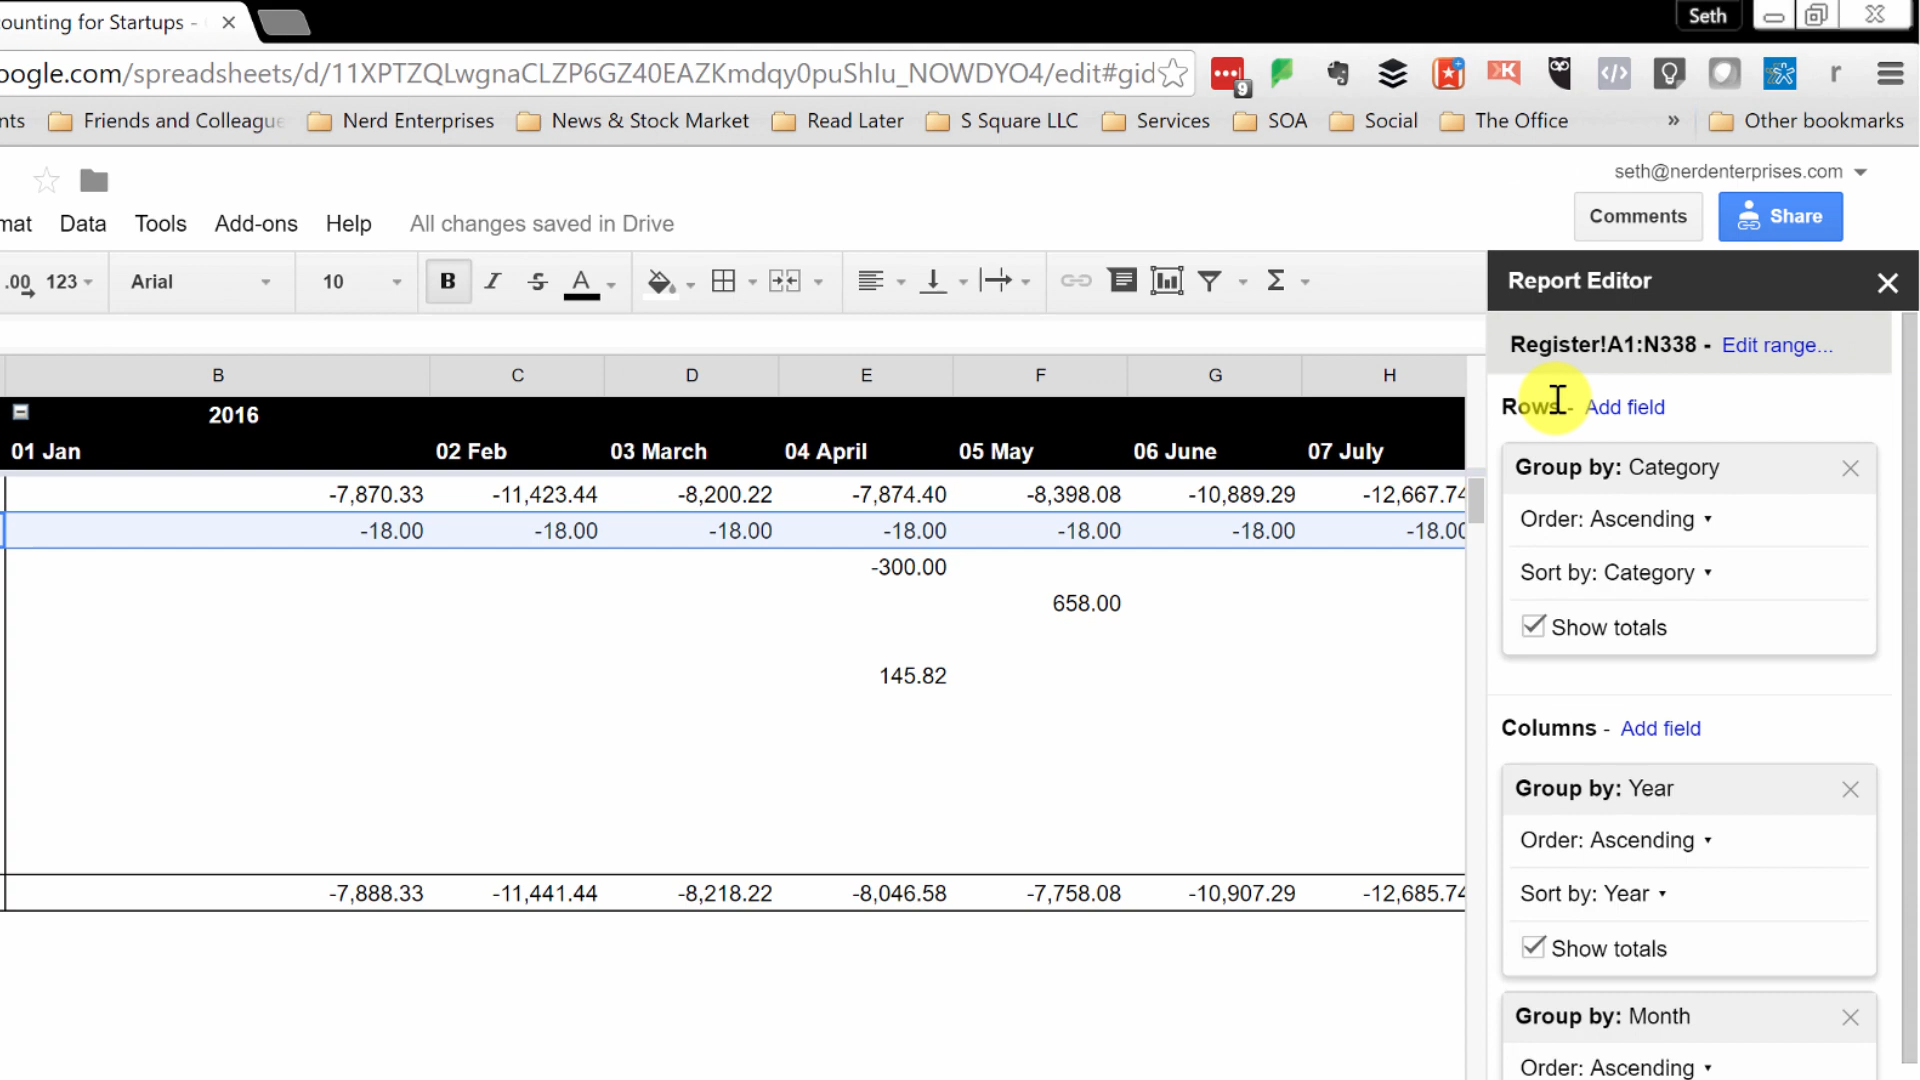 ounting for Startups -
Seth
oogle.com/spreadsheets/d/11XPTZQLwgnaCLZP6GZ40EAZKmdqy0puShIu_NOWDYO4/edit#gid
9
K
r
nts Friends and Colleague Nerd Enterprises News & Stock Market Read Later S Square LLC Services SOA Social The Office » Other bookmarks
seth@nerdenterprises.com
mat Data Tools Add-ons Help All changes saved in Drive
Comments Share
.00 123 Arial 10 B I S A Σ
Report Editor
Register!A1:N338 - Edit range...
B C D E F G H
2016
01 Jan 02 Feb 03 March 04 April 05 May 06 June 07 July
-7,870.33 -11,423.44 -8,200.22 -7,874.40 -8,398.08 -10,889.29 -12,667.74
-18.00 -18.00 -18.00 -18.00 -18.00 -18.00 -18.00
-300.00
658.00
145.82
-7,888.33 -11,441.44 -8,218.22 -8,046.58 -7,758.08 -10,907.29 -12,685.74
Rows - Add field
Group by: Category
Order: Ascending
Sort by: Category
Show totals
Columns - Add field
Group by: Year
Order: Ascending
Sort by: Year
Show totals
Group by: Month
Order: Ascending